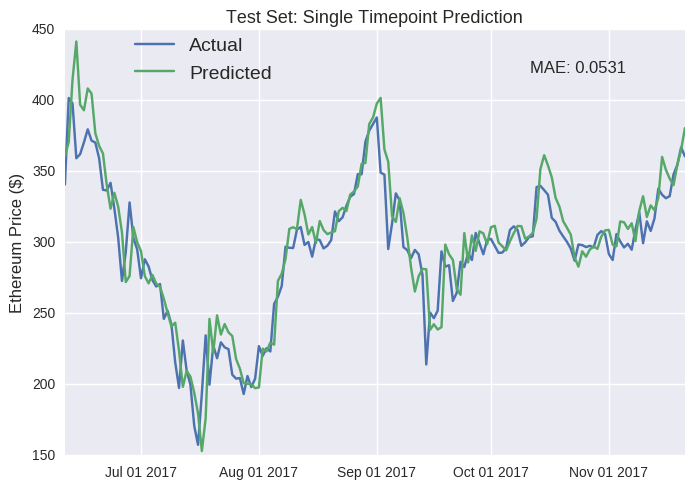 Test Set: Single Timepoint Prediction
450
Actual
Predicted
MAE: 0.0531
400
350
300
250
200
150
Ethereum Price ($)
Jul 01 2017
Aug 01 2017
Sep 01 2017
Oct 01 2017
Nov 01 2017